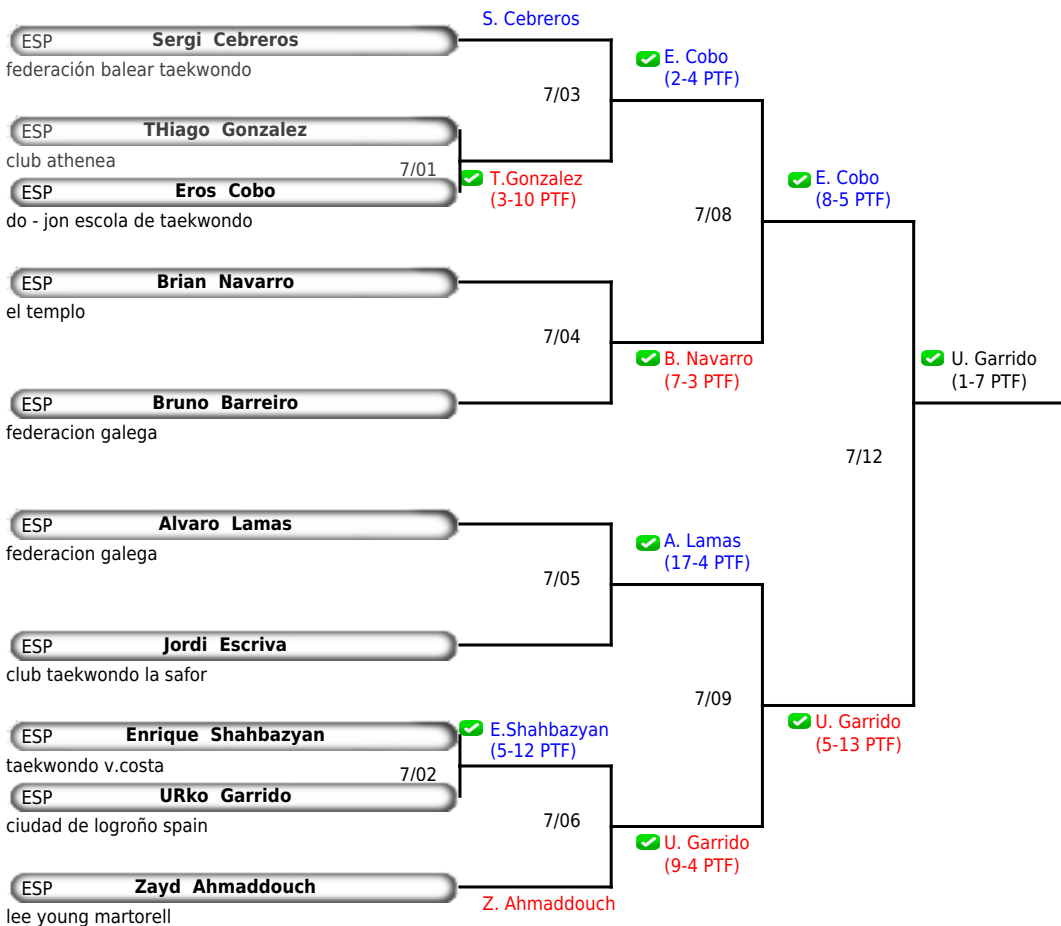 S. Cebreros
ESP Sergi Cebreros
federación balear taekwondo
E. Cobo
(2-4 PTF)
7/03
ESP THiago Gonzalez
club athenea
7/01
T.Gonzalez
(3-10 PTF)
E. Cobo
(8-5 PTF)
ESP Eros Cobo
do - jon escola de taekwondo
7/08
ESP Brian Navarro
el templo
7/04
B. Navarro
(7-3 PTF)
U. Garrido
(1-7 PTF)
ESP Bruno Barreiro
federacion galega
7/12
ESP Alvaro Lamas
federacion galega
A. Lamas
(17-4 PTF)
7/05
ESP Jordi Escriva
club taekwondo la safor
7/09
ESP Enrique Shahbazyan
taekwondo v.costa
E.Shahbazyan
(5-12 PTF)
U. Garrido
(5-13 PTF)
7/02
ESP URko Garrido
ciudad de logroño spain
7/06
U. Garrido
(9-4 PTF)
ESP Zayd Ahmaddouch
Z. Ahmaddouch
lee young martorell